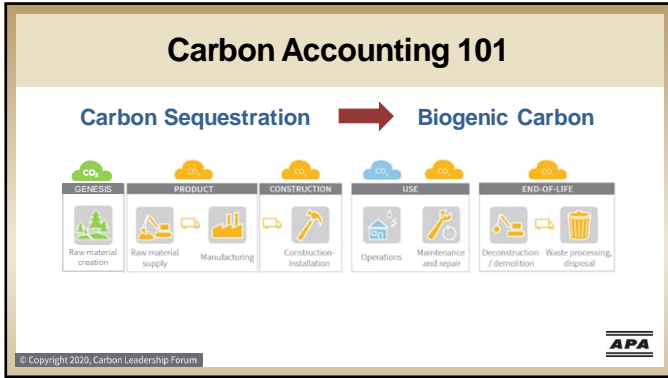 Carbon Accounting 101
Carbon Sequestration
Biogenic Carbon
CO₂
CO₂
CO₂
CO₂
CO₂
CO₂
GENESIS
PRODUCT
CONSTRUCTION
USE
END-OF-LIFE
Raw material
creation
Raw material
supply
Manufacturing
Construction-
Installation
Operations
Maintenance
and repair
Deconstruction
/ demolition
Waste processing,
disposal
© Copyright 2020, Carbon Leadership Forum
APA